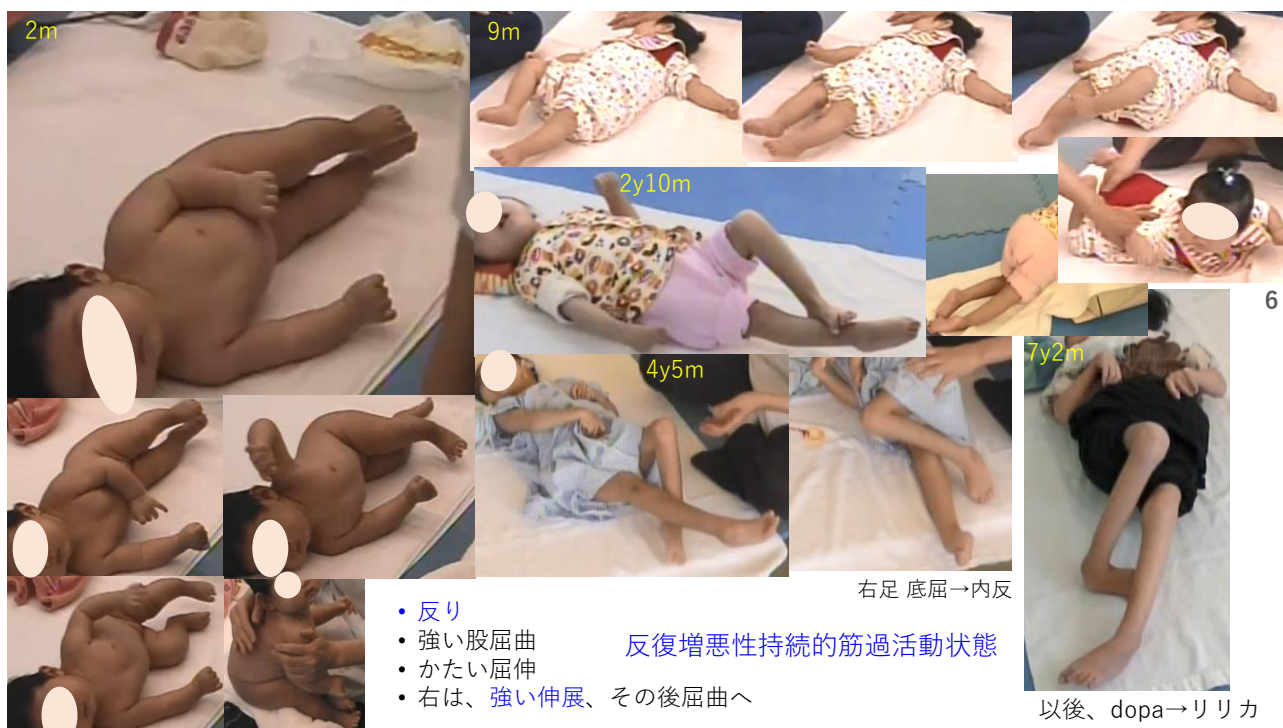 2m
9m
2y10m
6
4y5m
7y2m
右足 底屈→内反
• 反り
• 強い股屈曲
• かたい屈伸
• 右は、強い伸展、その後屈曲へ
反復増悪性持続的筋過活動状態
以後、dopa→リリカ